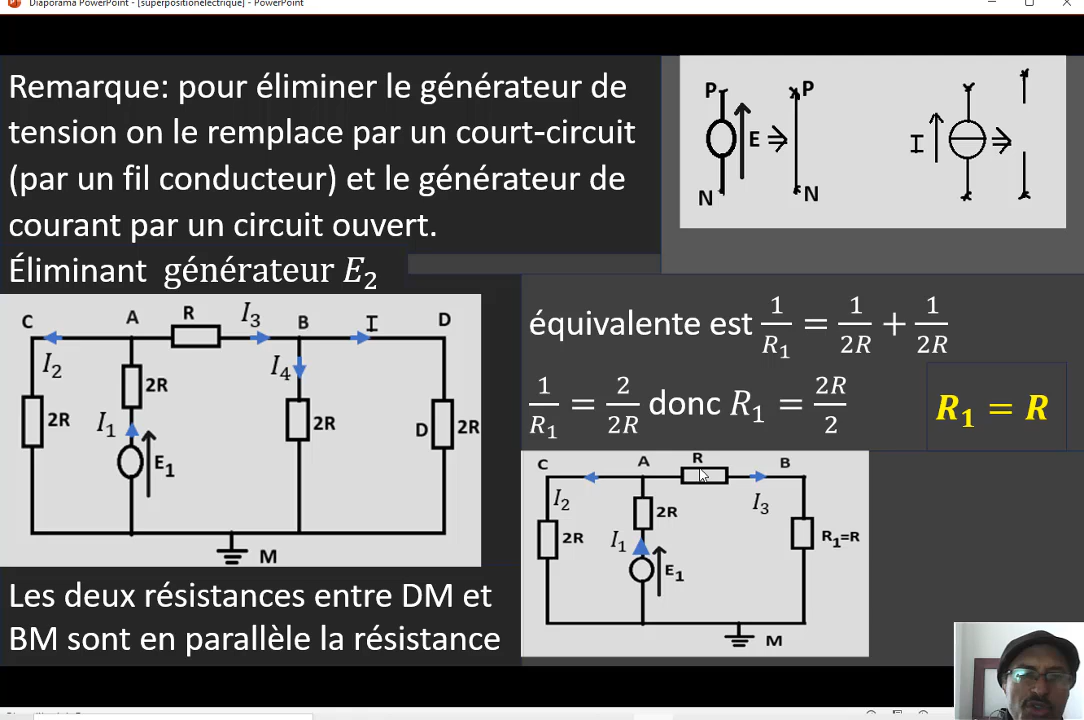 Diaporama PowerPoint - [superpositionelectrique] - PowerPoint
Remarque: pour éliminer le générateur de
tension on le remplace par un court-circuit
(par un fil conducteur) et le générateur de
courant par un circuit ouvert.
P P
E I
N N
Éliminant générateur E₂
C A R I₃ B I D
I₂ 2R I₄
2R I₁ 2R D 2R
E₁
M
Les deux résistances entre DM et
BM sont en parallèle la résistance
équivalente est 1/R₁ = 1/2R + 1/2R
1/R₁ = 2/2R donc R₁ = 2R/2
R₁ = R
C A R B
I₂ 2R I₃
2R I₁ R₁=R
E₁
M